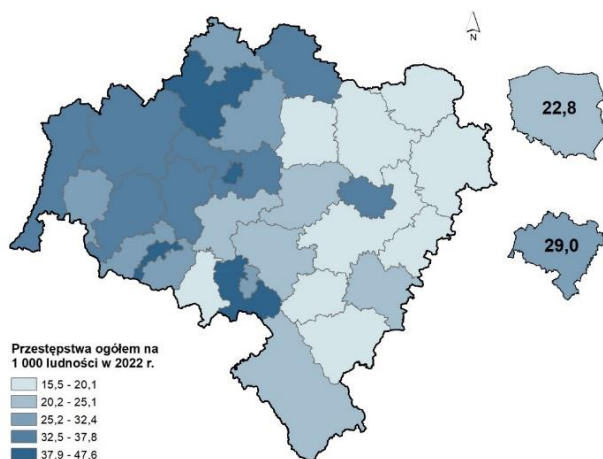 N
22,8
29,0
Przestępstwa ogółem na
1 000 ludności w 2022 r.
15,5 - 20,1
20,2 - 25,1
25,2 - 32,4
32,5 - 37,8
37,9 - 47,6